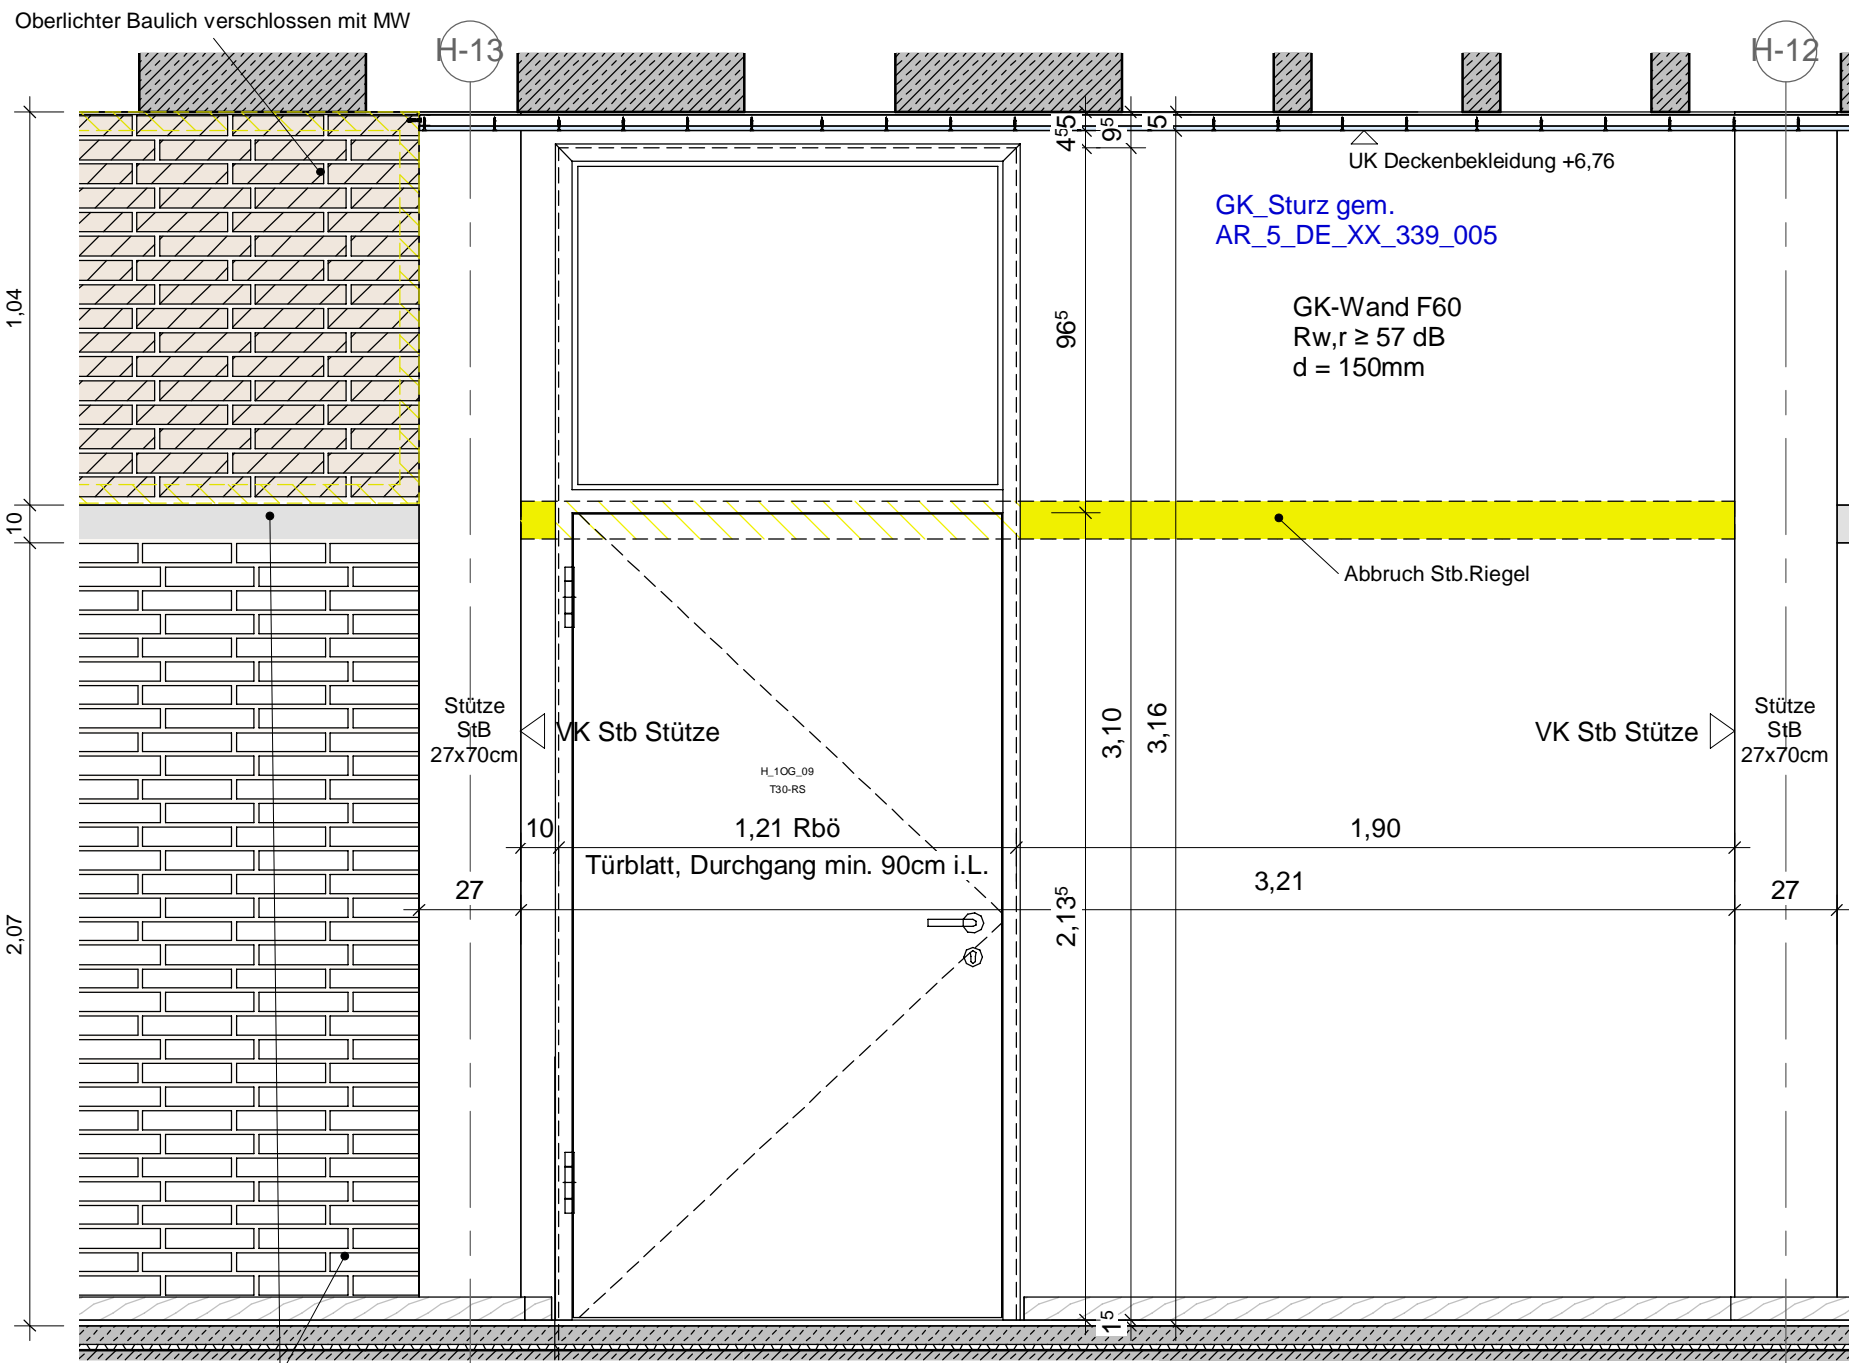 Oberlichter Baulich verschlossen mit MW
H-13
H-12
4⁵
5
9⁵
5
UK Deckenbekleidung +6,76
GK_Sturz gem.
AR_5_DE_XX_339_005
GK-Wand F60
Rw,r ≥ 57 dB
d = 150mm
1,04
96⁵
10
Abbruch Stb.Riegel
Stütze
StB
27x70cm
VK Stb Stütze
3,10
3,16
VK Stb Stütze
Stütze
StB
27x70cm
H_1OG_09
T30-RS
10
1,21 Rbö
1,90
Türblatt, Durchgang min. 90cm i.L.
27
3,21
27
2,07
2,13⁵
1⁵